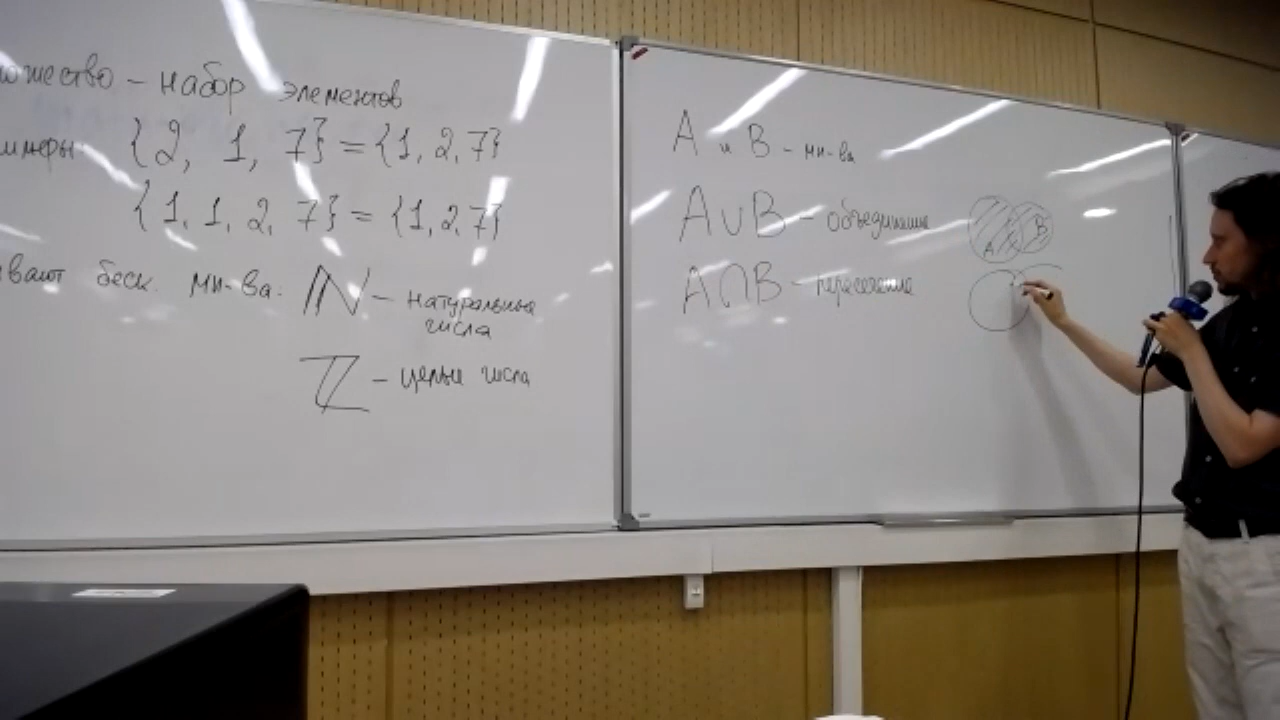 ожество – набор элементов
имеры {2, 1, 7} = {1, 2, 7}
{1, 1, 2, 7} = {1, 2, 7}
вают беск. мн-ва: ℕ – натуральные
числа
ℤ – целые числа
A и B – мн-ва
A∪B – объединение
A B
A∩B – пересечение